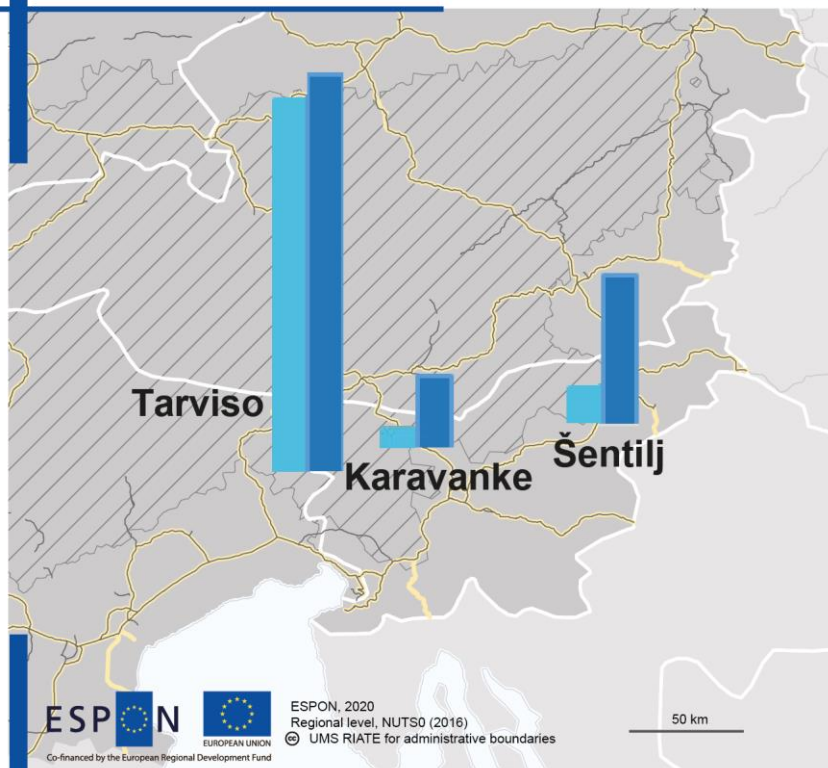 Tarviso
Karavanke
Šentilj
ESPON
EUROPEAN UNION
Co-financed by the European Regional Development Fund
ESPON, 2020
Regional level, NUTS0 (2016)
cc UMS RIATE for administrative boundaries
50 km